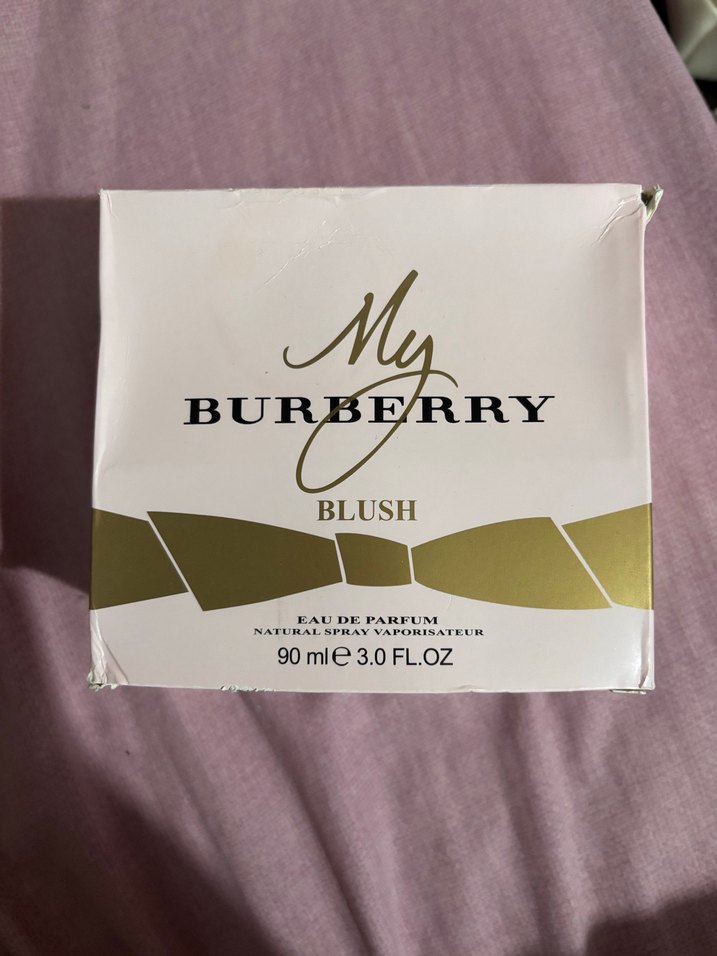 My
BURBERRY
BLUSH
EAU DE PARFUM
NATURAL SPRAY VAPORISATEUR
90 ml e 3.0 FL.OZ